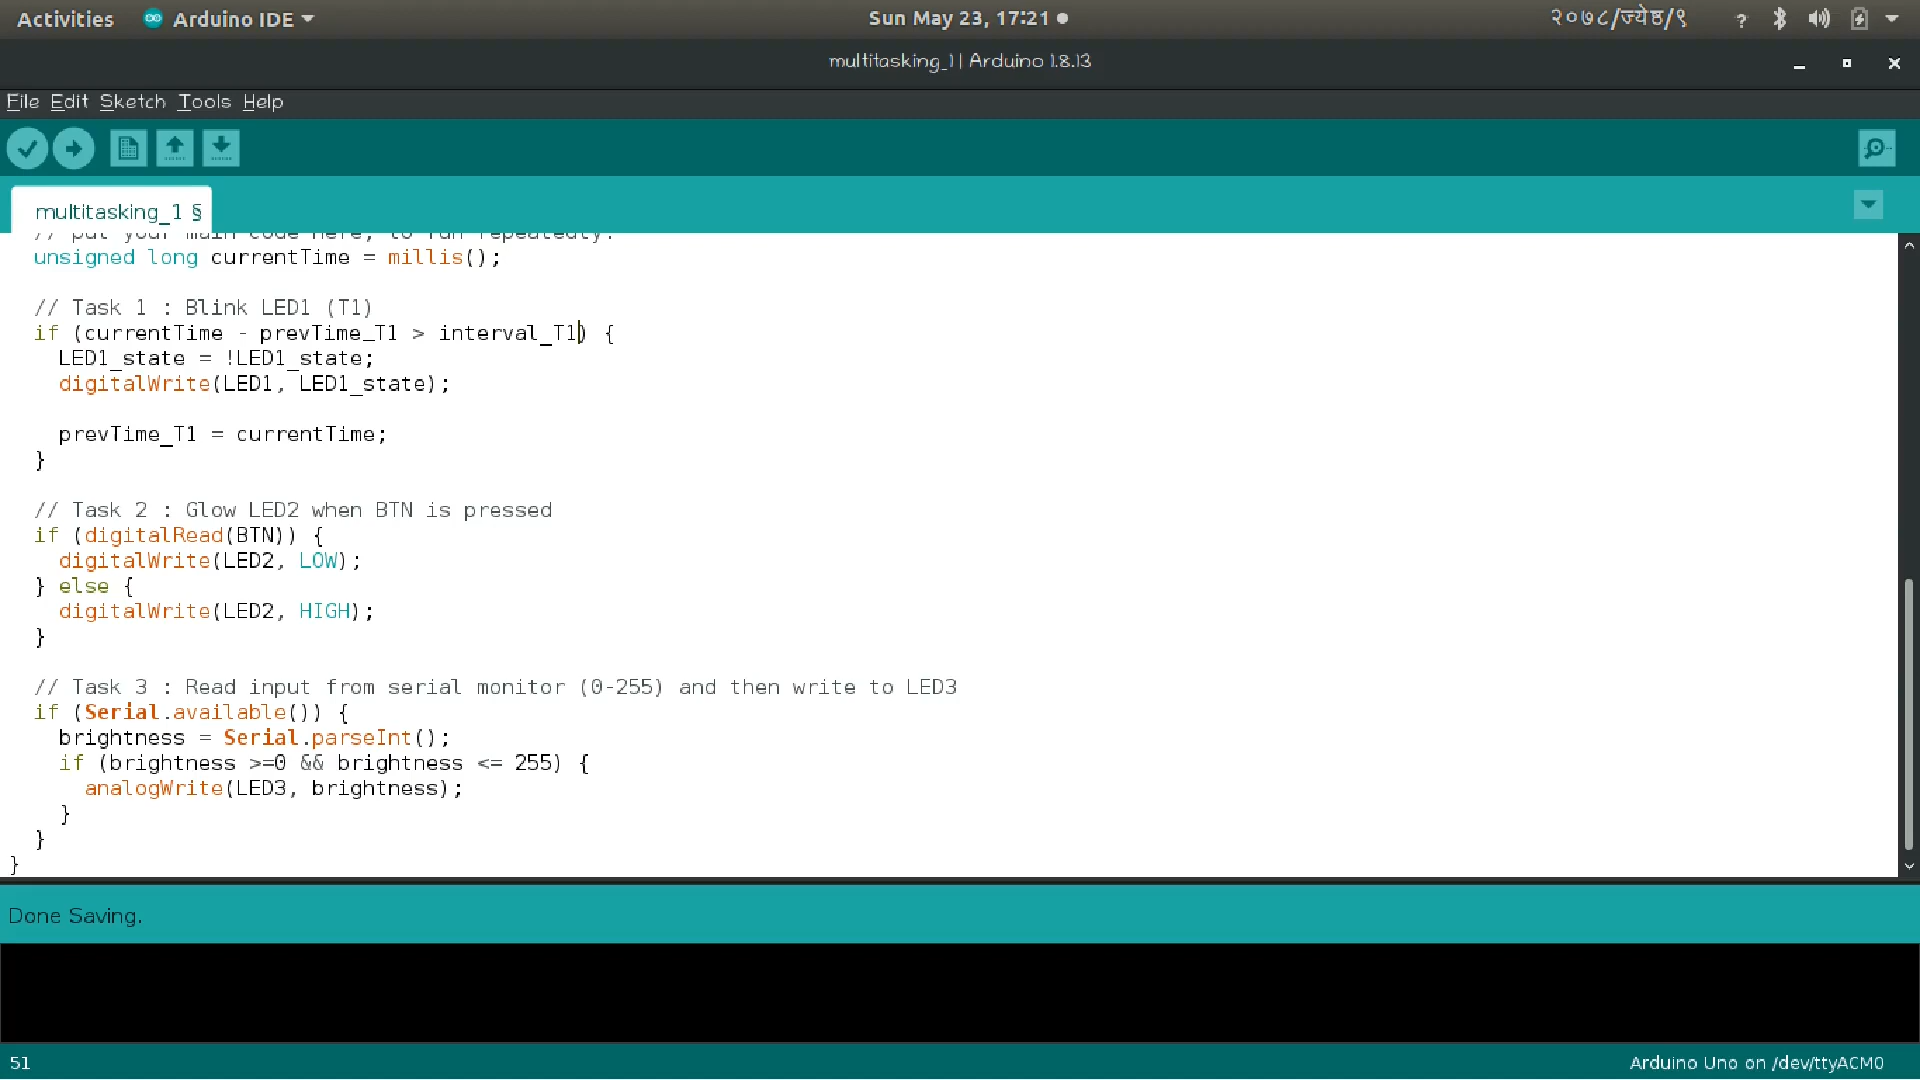 Activities Arduino IDE Sun May 23, 17:21 २०७८/ज्येष्ठ/९ ?
multitasking_1 | Arduino 1.8.13
File Edit Sketch Tools Help
multitasking_1 §
// put your main code here, to run repeatedly:
unsigned long currentTime = millis();
// Task 1 : Blink LED1 (T1)
if (currentTime - prevTime_T1 > interval_T1) {
LED1_state = !LED1_state;
digitalWrite(LED1, LED1_state);
prevTime_T1 = currentTime;
}
// Task 2 : Glow LED2 when BTN is pressed
if (digitalRead(BTN)) {
digitalWrite(LED2, LOW);
} else {
digitalWrite(LED2, HIGH);
}
// Task 3 : Read input from serial monitor (0-255) and then write to LED3
if (Serial.available()) {
brightness = Serial.parseInt();
if (brightness >=0 && brightness <= 255) {
analogWrite(LED3, brightness);
}
}
}
Done Saving.
51 Arduino Uno on /dev/ttyACM0